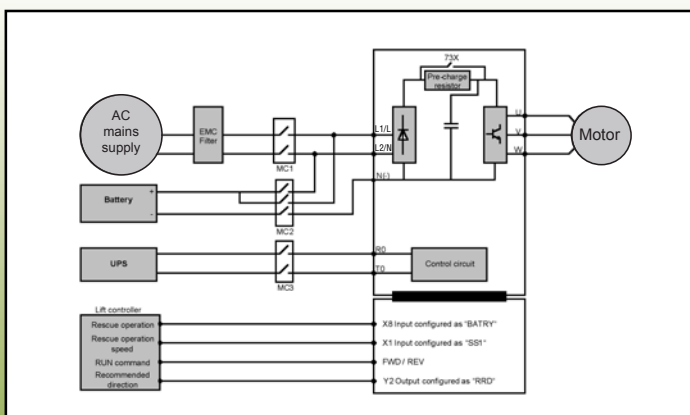 73X
Pre-charge
resistor
AC
mains
supply
EMC
Filter
MC1
L1/L
L2/N
U
V
W
Motor
Battery
+
-
MC2
N(-)
UPS
MC3
R0
T0
Control circuit
Lift controller
Rescue operation
X8 Input configured as "BATRY"
Rescue operation
speed
X1 Input configured as "SS1"
RUN command
FWD / REV
Recommended
direction
Y2 Output configured as "RRD"